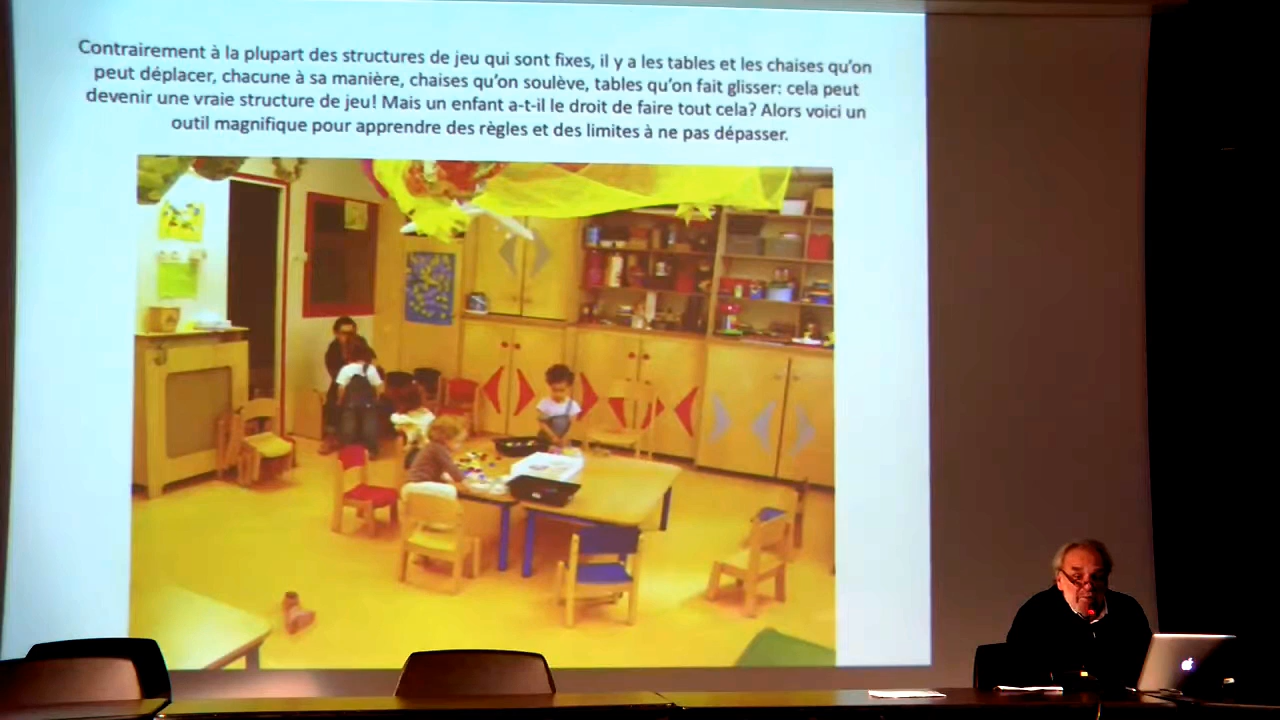 Contrairement à la plupart des structures de jeu qui sont fixes, il y a les tables et les chaises qu'on
peut déplacer, chacune à sa manière, chaises qu'on soulève, tables qu'on fait glisser: cela peut
devenir une vraie structure de jeu! Mais un enfant a-t-il le droit de faire tout cela? Alors voici un
outil magnifique pour apprendre des règles et des limites à ne pas dépasser.